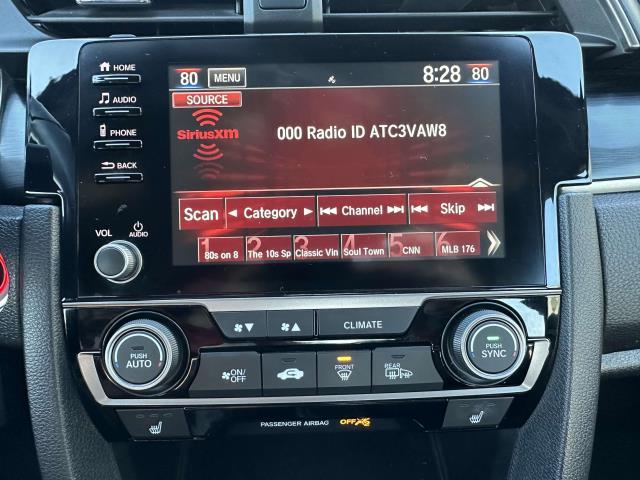 HOME
80 MENU 8:28 80
AUDIO
SOURCE
SiriusXM
000 Radio ID ATC3VAW8
PHONE
BACK
Scan Category Channel Skip
VOL AUDIO
1 2 3 4 5 6
80s on 8 The 10s Sp Classic Vin Soul Town CNN MLB 176
CLIMATE
PUSH AUTO
PUSH SYNC
ON/OFF
FRONT
REAR
PASSENGER AIRBAG OFF